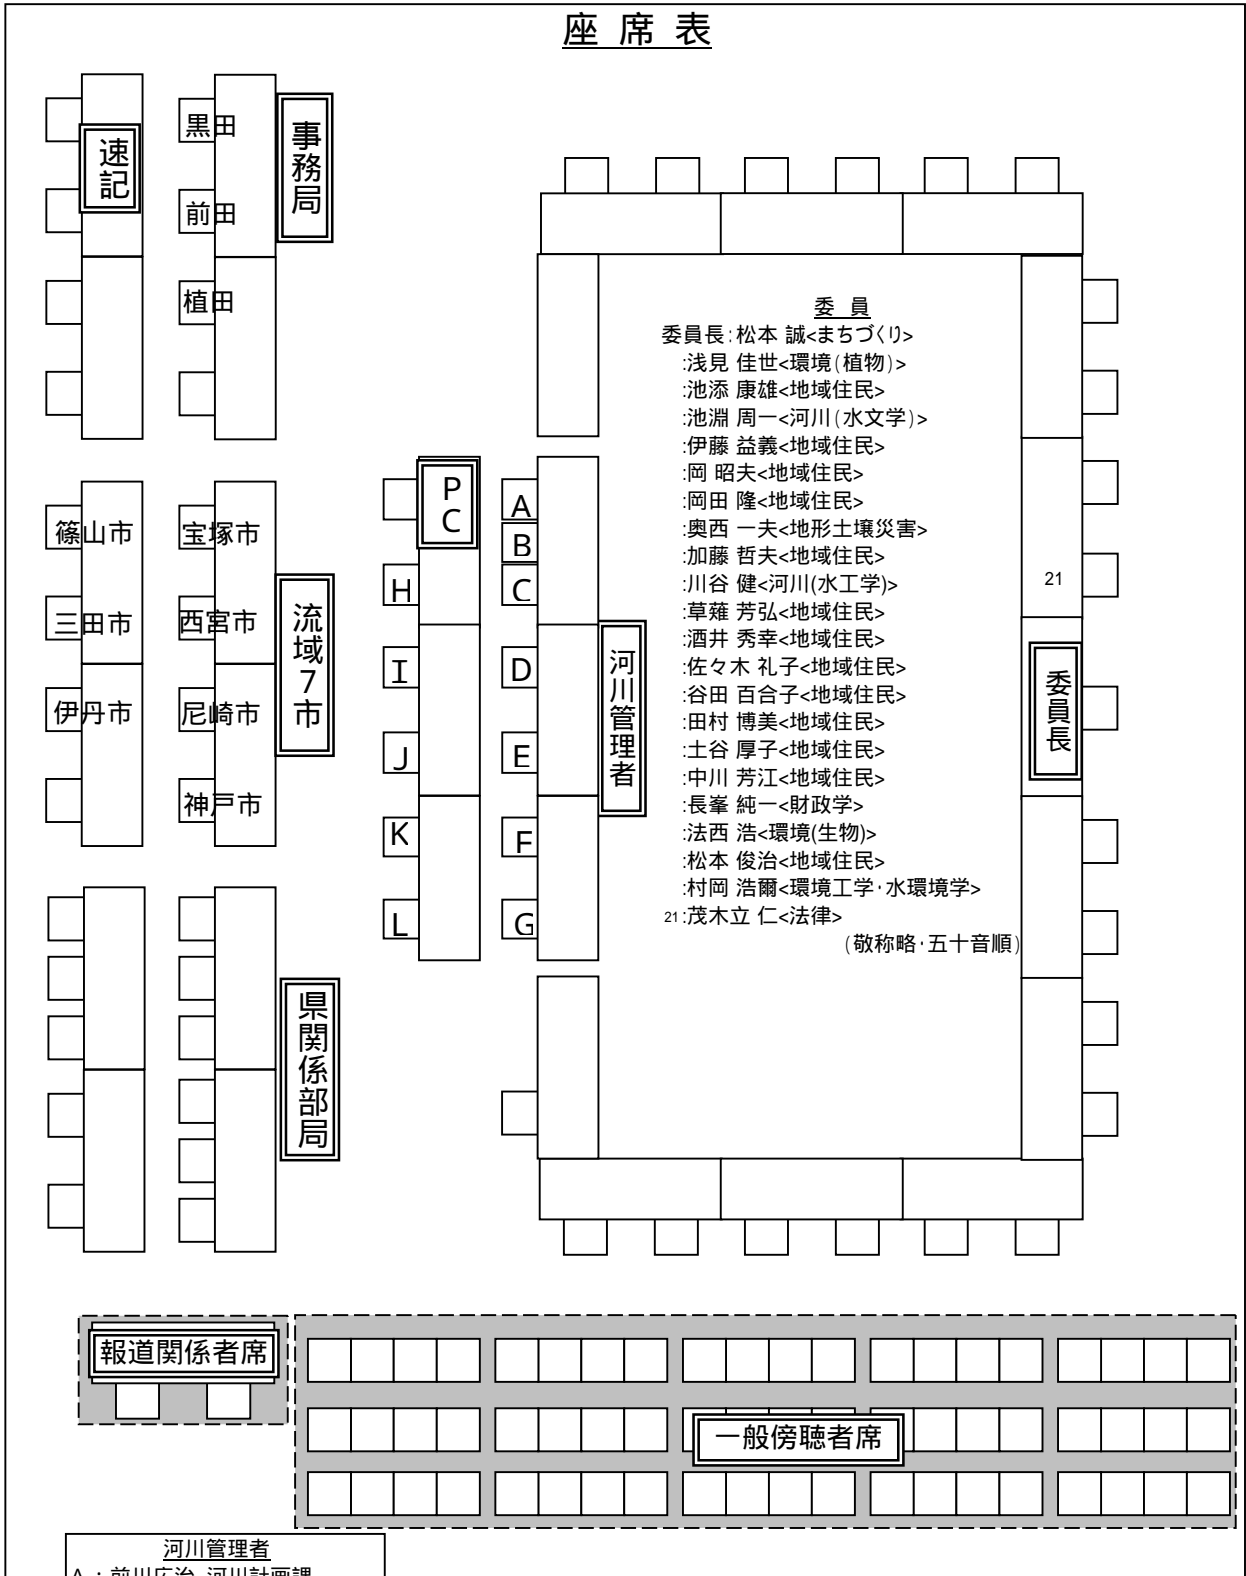 座 席 表
速記
黒田
前田
植田
事務局
篠山市
三田市
伊丹市
宝塚市
西宮市
尼崎市
神戸市
流域7市
県関係部局
PC
H
I
J
K
L
A
B
C
D
E
F
G
河川管理者
委 員
委員長:松本 誠<まちづくり>
:浅見 佳世<環境(植物)>
:池添 康雄<地域住民>
:池淵 周一<河川(水文学)>
:伊藤 益義<地域住民>
:岡 昭夫<地域住民>
:岡田 隆<地域住民>
:奥西 一夫<地形土壌災害>
:加藤 哲夫<地域住民>
:川谷 健<河川(水工学)>
:草薙 芳弘<地域住民>
:酒井 秀幸<地域住民>
:佐々木 礼子<地域住民>
:谷田 百合子<地域住民>
:田村 博美<地域住民>
:土谷 厚子<地域住民>
:中川 芳江<地域住民>
:長峯 純一<財政学>
:法西 浩<環境(生物)>
:松本 俊治<地域住民>
:村岡 浩爾<環境工学·水環境学>
21:茂木立 仁<法律>
(敬称略·五十音順)
21
委員長
報道関係者席
一般傍聴者席
河川管理者
A:前川広治 河川計画課